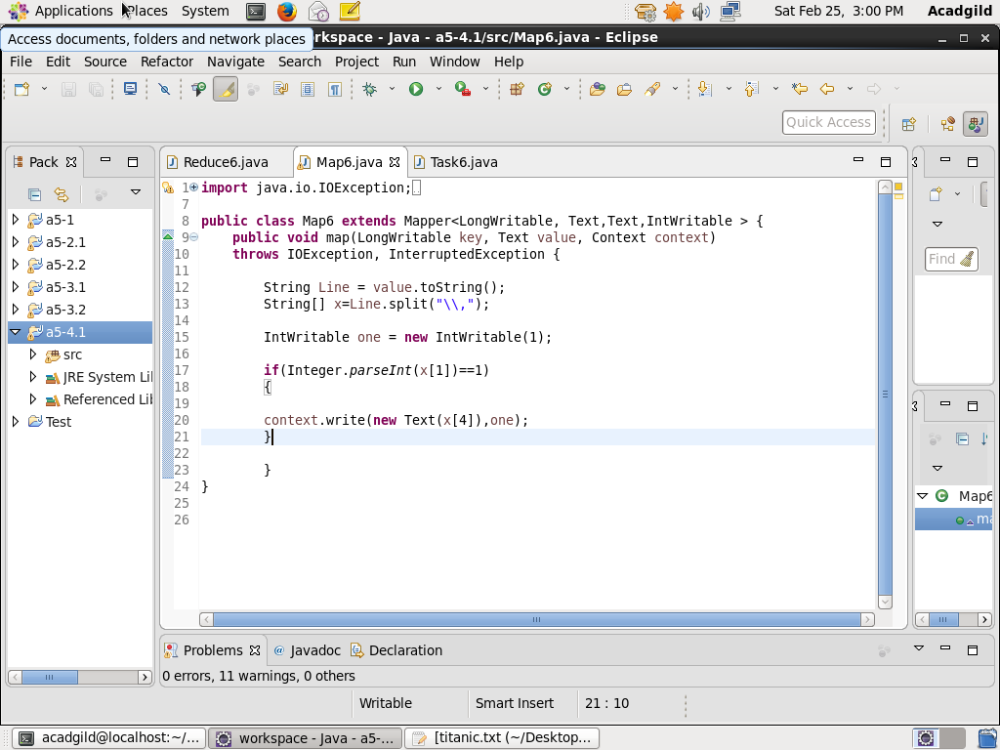 Applications Places System Sat Feb 25, 3:00 PM Acadgild
Access documents, folders and network places
rkspace - Java - a5-4.1/src/Map6.java - Eclipse
File Edit Source Refactor Navigate Search Project Run Window Help
Quick Access
Pack
Reduce6.java Map6.java Task6.java
a5-1
a5-2.1
a5-2.2
a5-3.1
a5-3.2
a5-4.1
src
JRE System Li
Referenced Lib
Test
1 import java.io.IOException;
7
8 public class Map6 extends Mapper<LongWritable, Text,Text,IntWritable > {
9 public void map(LongWritable key, Text value, Context context)
10 throws IOException, InterruptedException {
11
12 String Line = value.toString();
13 String[] x=Line.split("\\,");
14
15 IntWritable one = new IntWritable(1);
16
17 if(Integer.parseInt(x[1])==1)
18 {
19
20 context.write(new Text(x[4]),one);
21 }
22
23 }
24 }
25
26
Find
Map6
ma
Problems @ Javadoc Declaration
0 errors, 11 warnings, 0 others
Writable Smart Insert 21 : 10
acadgild@localhost:~/... workspace - Java - a5-... [titanic.txt (~/Desktop...